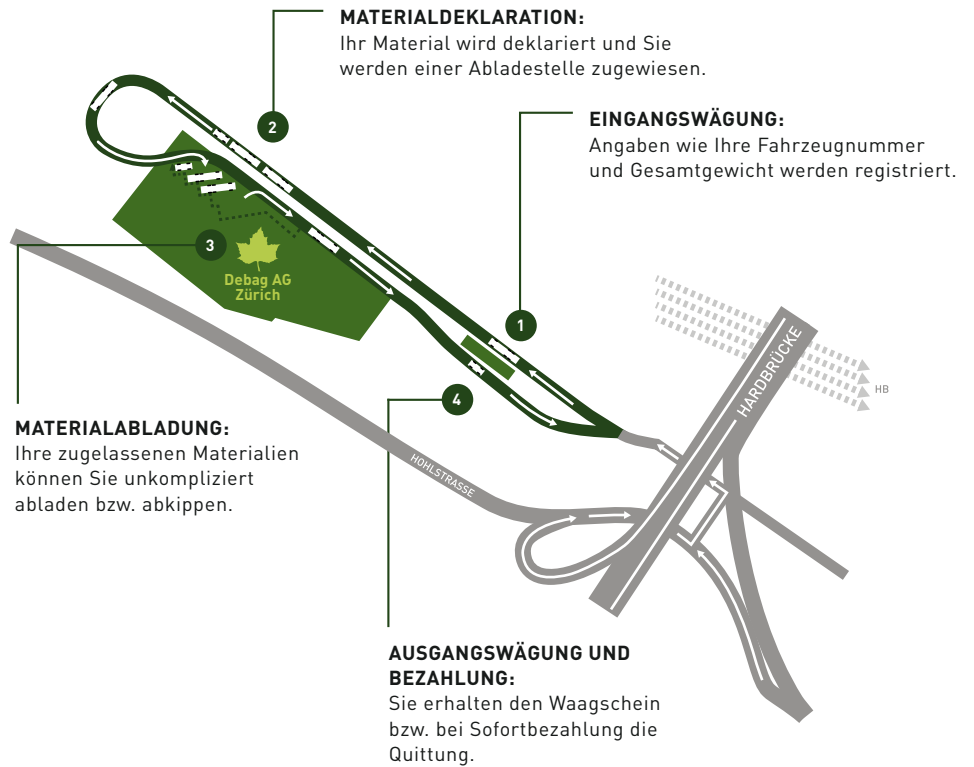 MATERIALDEKLARATION:
Ihr Material wird deklariert und Sie
werden einer Abladestelle zugewiesen.
2
EINGANGSWÄGUNG:
Angaben wie Ihre Fahrzeugnummer
und Gesamtgewicht werden registriert.
3
Debag AG
Zürich
1
HARDBRÜCKE
HB
4
MATERIALABLADUNG:
Ihre zugelassenen Materialien
können Sie unkompliziert
abladen bzw. abkippen.
HOHLSTRASSE
AUSGANGSWÄGUNG UND
BEZAHLUNG:
Sie erhalten den Waagschein
bzw. bei Sofortbezahlung die
Quittung.